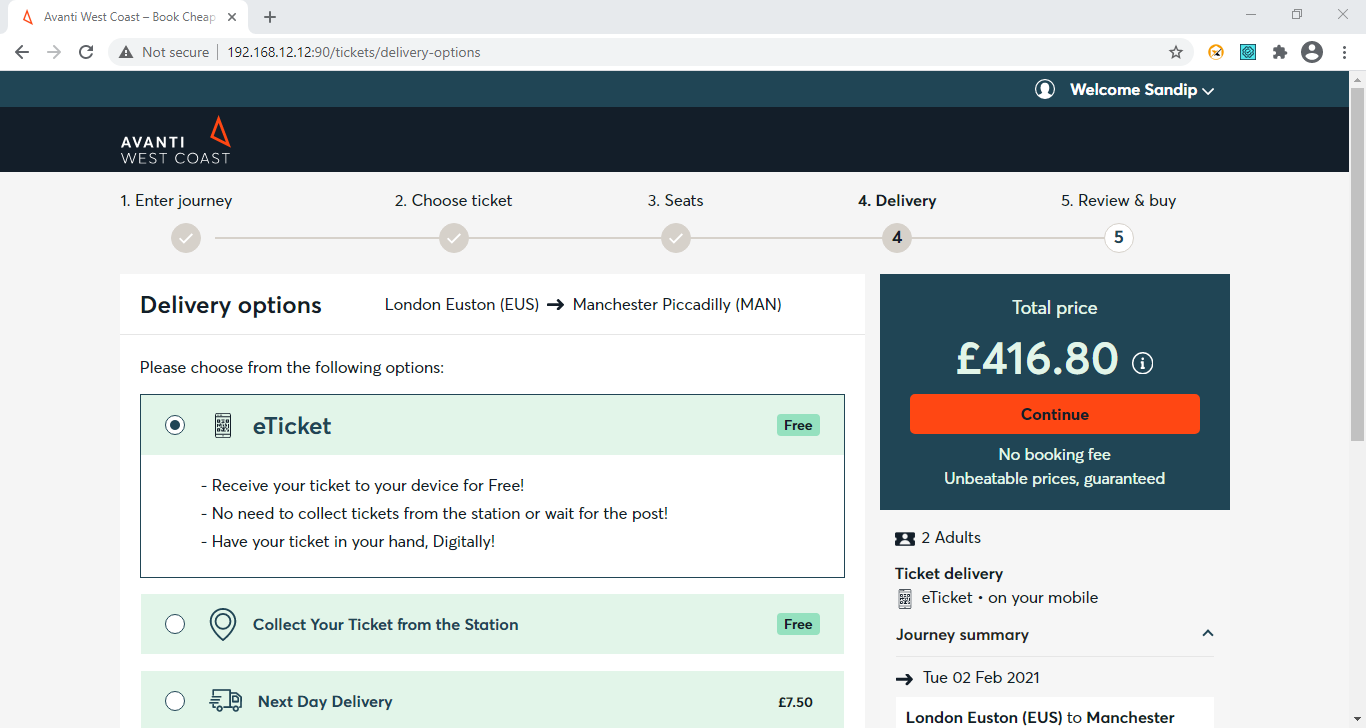 Avanti West Coast – Book Cheap
Not secure
192.168.12.12:90/tickets/delivery-options
Welcome Sandip
AVANTI
WEST COAST
1. Enter journey
2. Choose ticket
3. Seats
4. Delivery
5. Review & buy
4
5
Delivery options
London Euston (EUS) → Manchester Piccadilly (MAN)
Please choose from the following options:
eTicket
Free
- Receive your ticket to your device for Free!
- No need to collect tickets from the station or wait for the post!
- Have your ticket in your hand, Digitally!
Collect Your Ticket from the Station
Free
Next Day Delivery
£7.50
Total price
£416.80
Continue
No booking fee
Unbeatable prices, guaranteed
2 Adults
Ticket delivery
eTicket • on your mobile
Journey summary
Tue 02 Feb 2021
London Euston (EUS) to Manchester